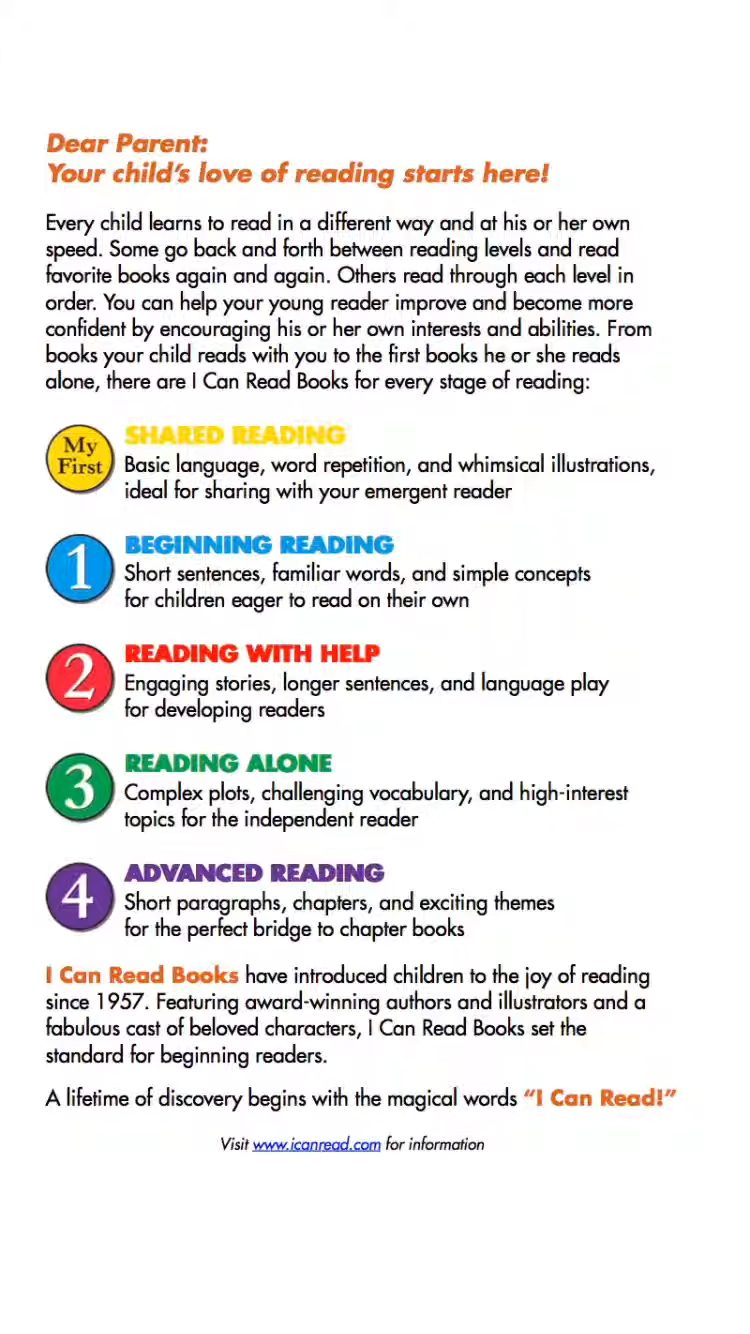 Dear Parent:
Your child's love of reading starts here!
Every child learns to read in a different way and at his or her own
speed. Some go back and forth between reading levels and read
favorite books again and again. Others read through each level in
order. You can help your young reader improve and become more
confident by encouraging his or her own interests and abilities. From
books your child reads with you to the first books he or she reads
alone, there are I Can Read Books for every stage of reading:
My
First
SHARED READING
Basic language, word repetition, and whimsical illustrations,
ideal for sharing with your emergent reader
1
BEGINNING READING
Short sentences, familiar words, and simple concepts
for children eager to read on their own
2
READING WITH HELP
Engaging stories, longer sentences, and language play
for developing readers
3
READING ALONE
Complex plots, challenging vocabulary, and high-interest
topics for the independent reader
4
ADVANCED READING
Short paragraphs, chapters, and exciting themes
for the perfect bridge to chapter books
I Can Read Books have introduced children to the joy of reading
since 1957. Featuring award-winning authors and illustrators and a
fabulous cast of beloved characters, I Can Read Books set the
standard for beginning readers.
A lifetime of discovery begins with the magical words "I Can Read!"
Visit www.icanread.com for information